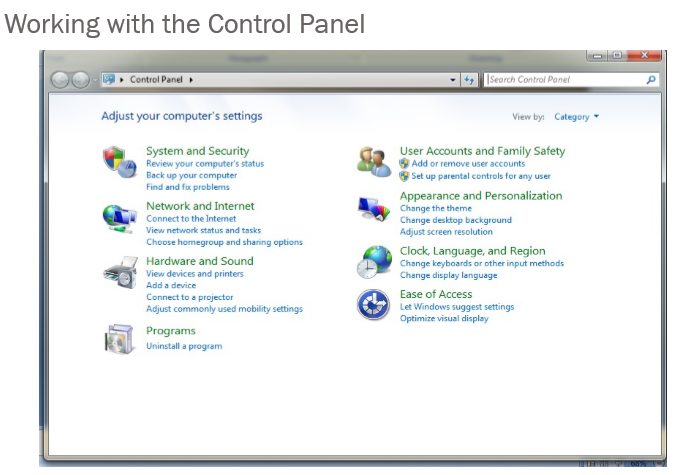 Working with the Control Panel
Control Panel
Search Control Panel
Adjust your computer's settings
View by: Category
System and Security
Review your computer's status
Back up your computer
Find and fix problems
Network and Internet
Connect to the Internet
View network status and tasks
Choose homegroup and sharing options
Hardware and Sound
View devices and printers
Add a device
Connect to a projector
Adjust commonly used mobility settings
Programs
Uninstall a program
User Accounts and Family Safety
Add or remove user accounts
Set up parental controls for any user
Appearance and Personalization
Change the theme
Change desktop background
Adjust screen resolution
Clock, Language, and Region
Change keyboards or other input methods
Change display language
Ease of Access
Let Windows suggest settings
Optimize visual display